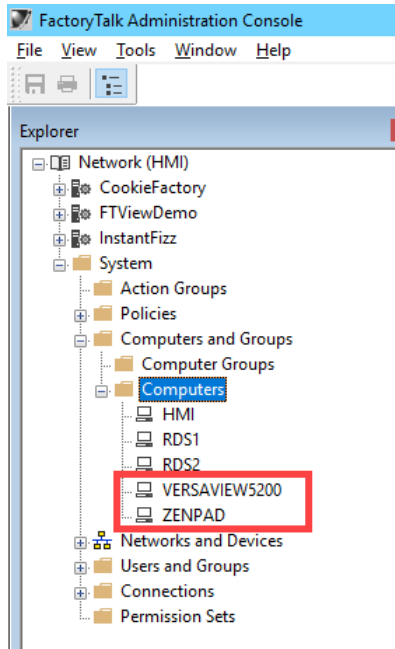 FactoryTalk Administration Console
File View Tools Window Help
Explorer
Network (HMI)
CookieFactory
FTViewDemo
InstantFizz
System
Action Groups
Policies
Computers and Groups
Computer Groups
Computers
HMI
RDS1
RDS2
VERSAVIEW5200
ZENPAD
Networks and Devices
Users and Groups
Connections
Permission Sets